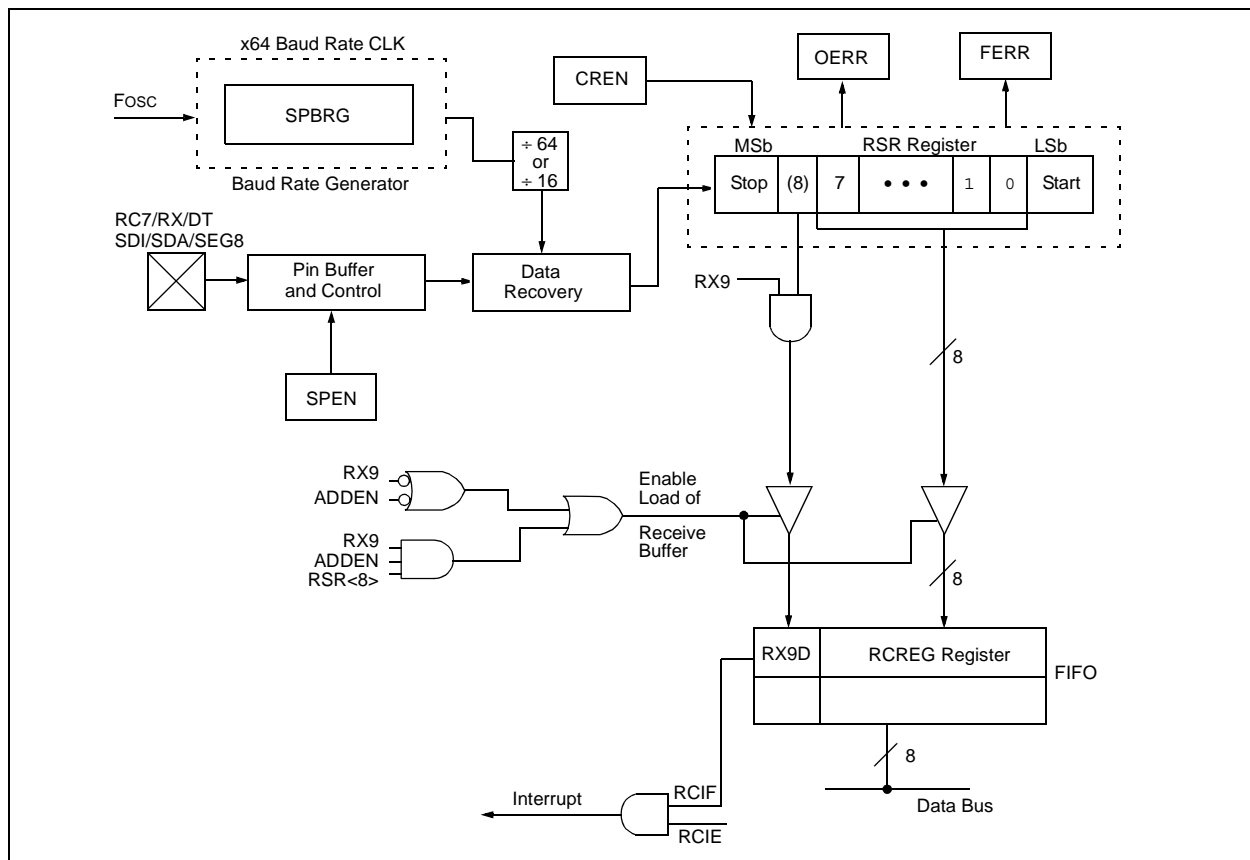 x64 Baud Rate CLK
FOSC
SPBRG
Baud Rate Generator
÷ 64
or
÷ 16
CREN
OERR
FERR
MSb
RSR Register
LSb
Stop
(8)
7
• • •
1
0
Start
RC7/RX/DT
SDI/SDA/SEG8
Pin Buffer
and Control
Data
Recovery
RX9
8
SPEN
RX9
ADDEN
RX9
ADDEN
RSR<8>
Enable
Load of
Receive
Buffer
8
RX9D
RCREG Register
FIFO
8
Data Bus
Interrupt
RCIF
RCIE